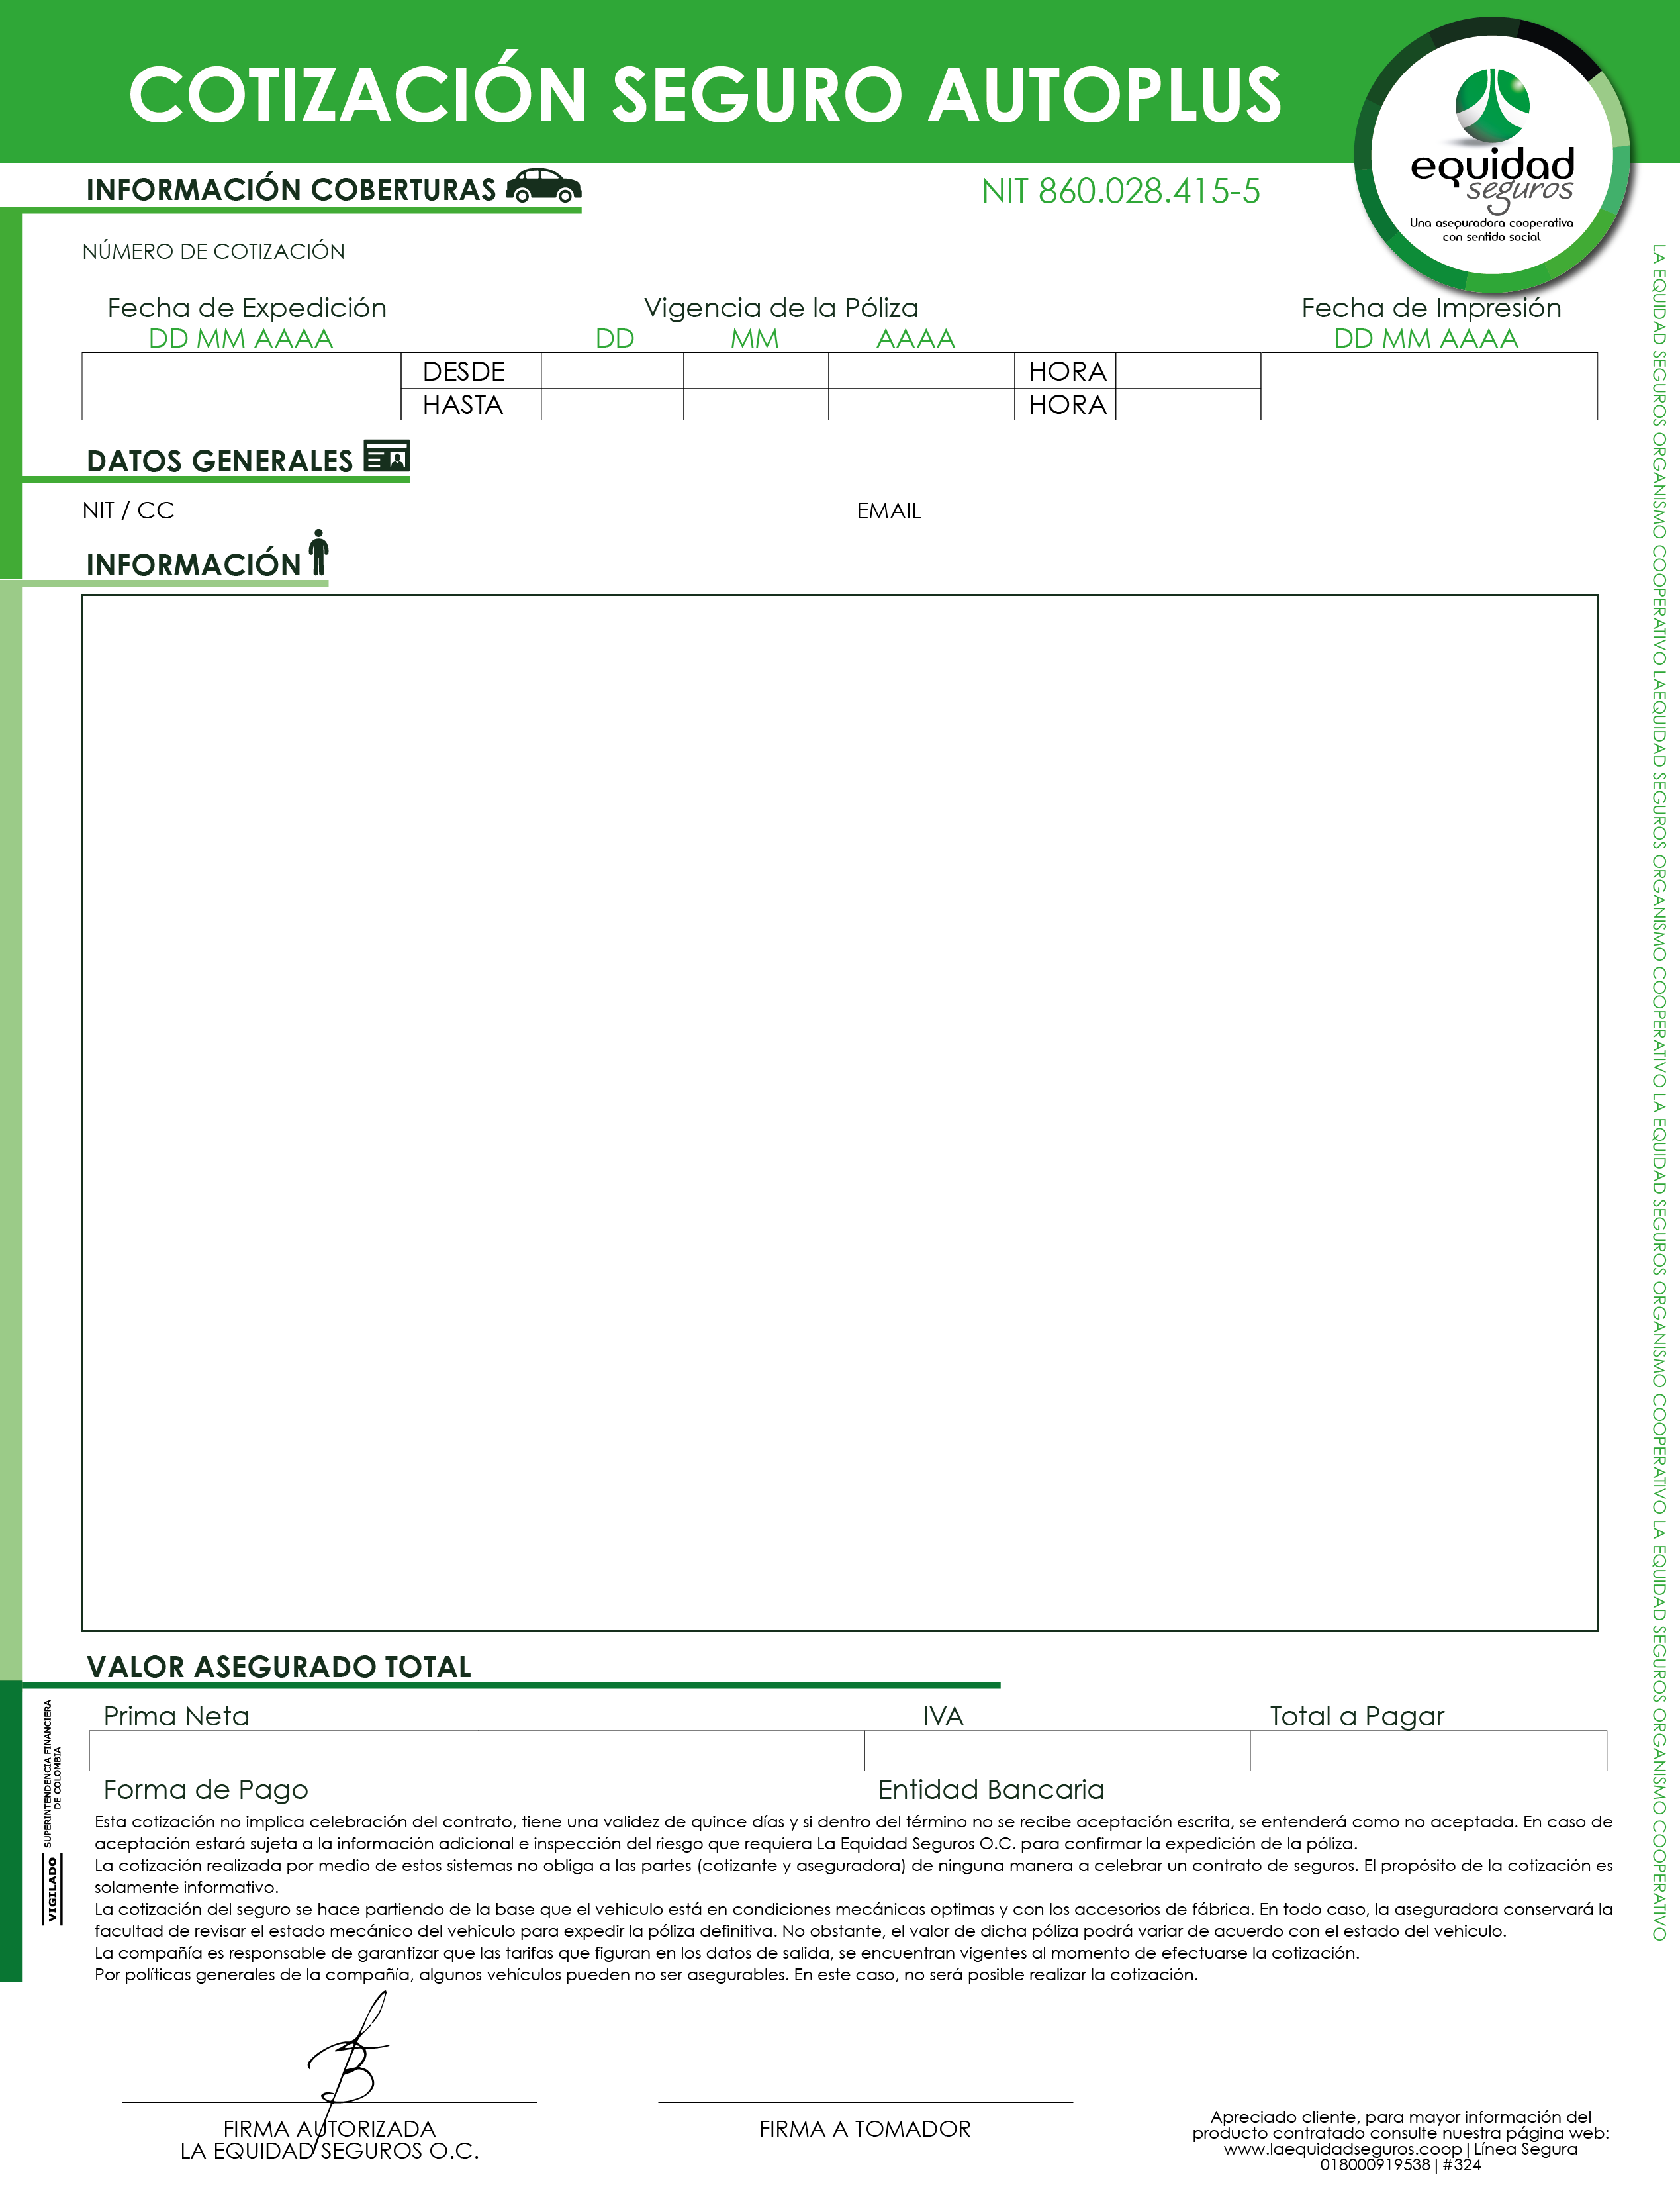 COTIZACIÓN SEGURO AUTOPLUS
equidad
seguros
Una aseguradora cooperativa
con sentido social
INFORMACIÓN COBERTURAS
NIT 860.028.415-5
NÚMERO DE COTIZACIÓN
Fecha de Expedición Vigencia de la Póliza Fecha de Impresión
DD MM AAAA DD MM AAAA DD MM AAAA
DESDE HORA
HASTA HORA
DATOS GENERALES
NIT / CC EMAIL
INFORMACIÓN
VALOR ASEGURADO TOTAL
Prima Neta IVA Total a Pagar
Forma de Pago Entidad Bancaria
Esta cotización no implica celebración del contrato, tiene una validez de quince días y si dentro del término no se recibe aceptación escrita, se entenderá como no aceptada. En caso de
aceptación estará sujeta a la información adicional e inspección del riesgo que requiera La Equidad Seguros O.C. para confirmar la expedición de la póliza.
La cotización realizada por medio de estos sistemas no obliga a las partes (cotizante y aseguradora) de ninguna manera a celebrar un contrato de seguros. El propósito de la cotización es
solamente informativo.
La cotización del seguro se hace partiendo de la base que el vehiculo está en condiciones mecánicas optimas y con los accesorios de fábrica. En todo caso, la aseguradora conservará la
facultad de revisar el estado mecánico del vehiculo para expedir la póliza definitiva. No obstante, el valor de dicha póliza podrá variar de acuerdo con el estado del vehiculo.
La compañía es responsable de garantizar que las tarifas que figuran en los datos de salida, se encuentran vigentes al momento de efectuarse la cotización.
Por políticas generales de la compañía, algunos vehículos pueden no ser asegurables. En este caso, no será posible realizar la cotización.
FIRMA AUTORIZADA
LA EQUIDAD SEGUROS O.C.
FIRMA A TOMADOR
Apreciado cliente, para mayor información del
producto contratado consulte nuestra página web:
www.laequidadseguros.coop|Línea Segura
018000919538|#324
VIGILADO SUPERINTENDENCIA FINANCIERA
DE COLOMBIA
LA EQUIDAD SEGUROS ORGANISMO COOPERATIVO LAEQUIDAD SEGUROS ORGANISMO COOPERATIVO LA EQUIDAD SEGUROS ORGANISMO COOPERATIVO LA EQUIDAD SEGUROS ORGANISMO COOPERATIVO